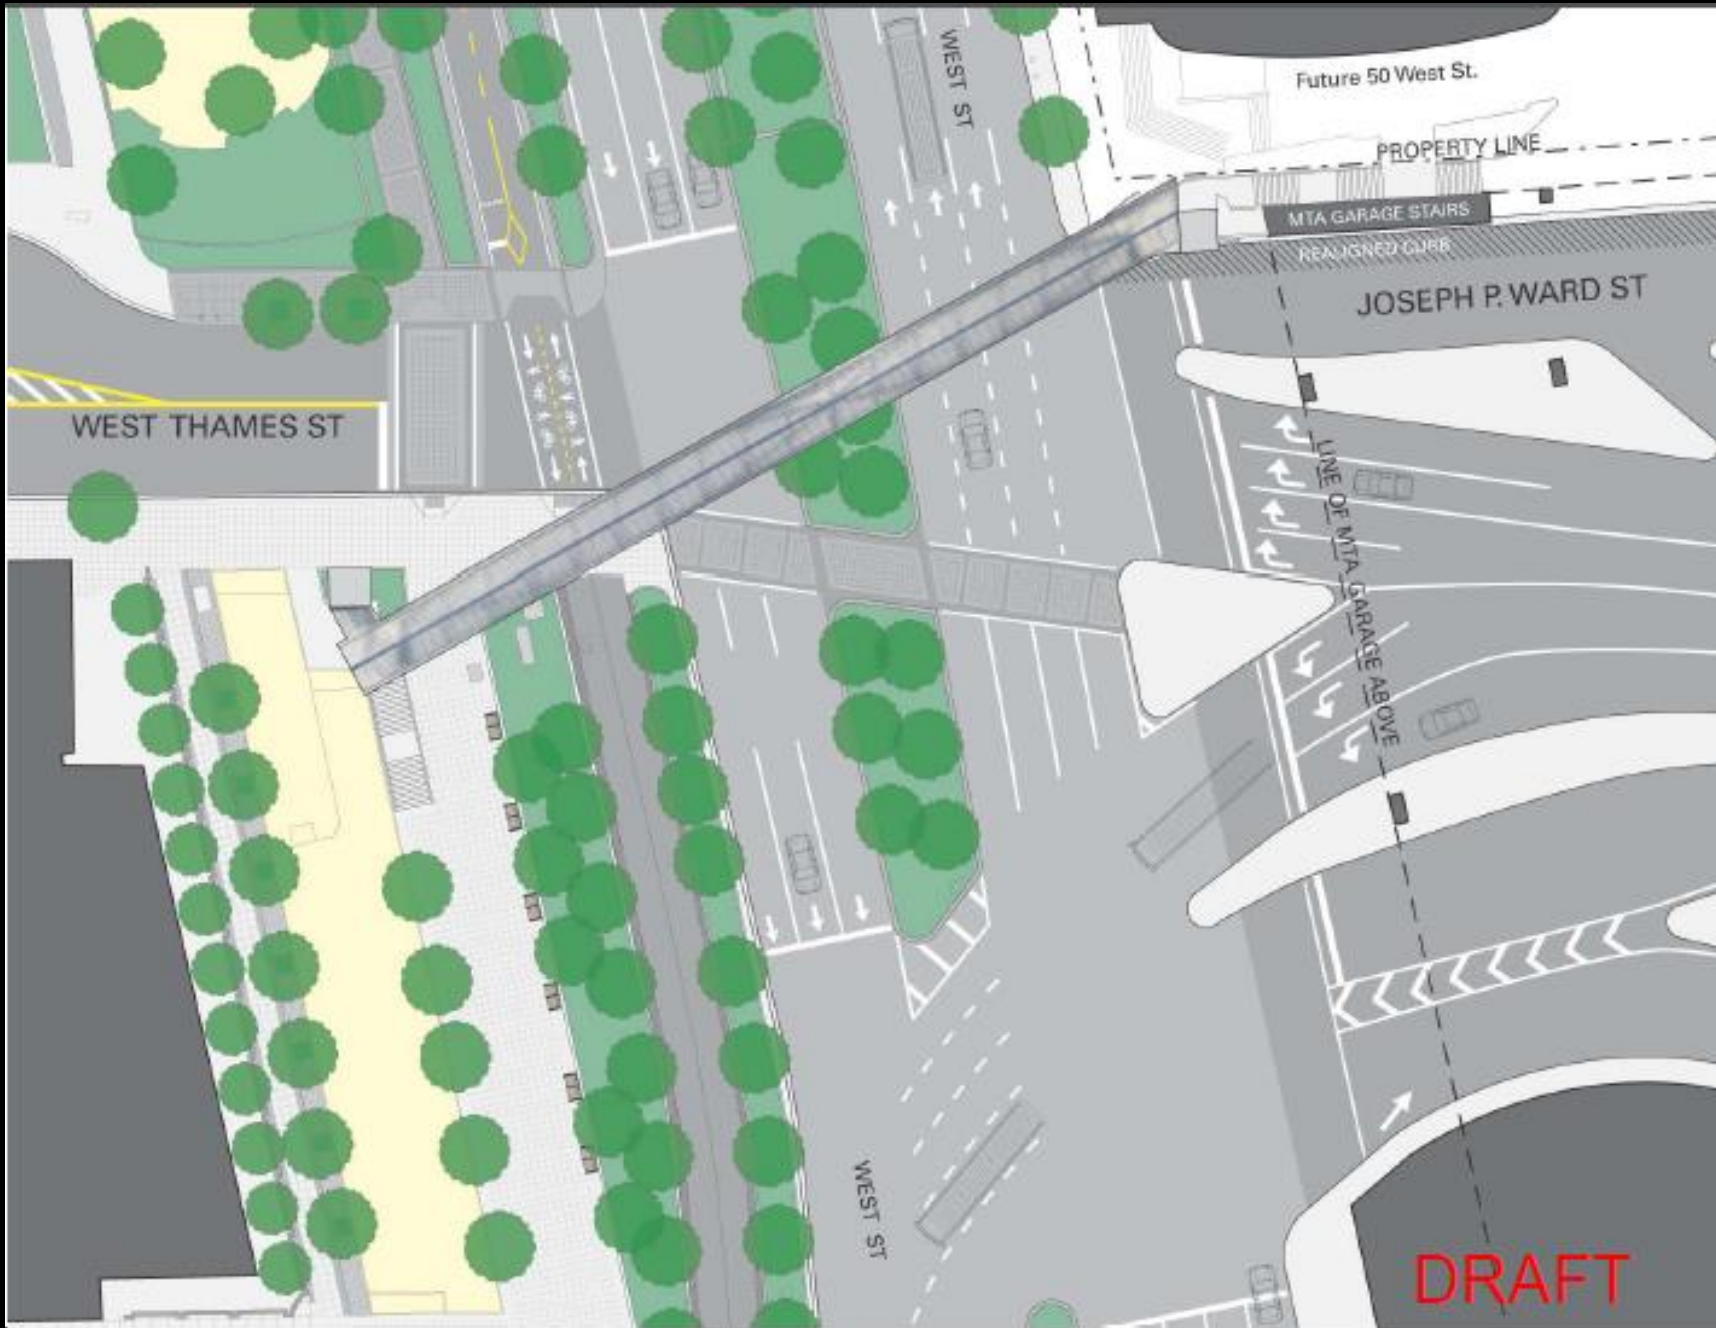 WEST ST
Future 50 West St.
PROPERTY LINE
MTA GARAGE STAIRS
REALIGNED CURB
JOSEPH P. WARD ST
WEST THAMES ST
LINE OF MTA GARAGE ABOVE
WEST ST
DRAFT